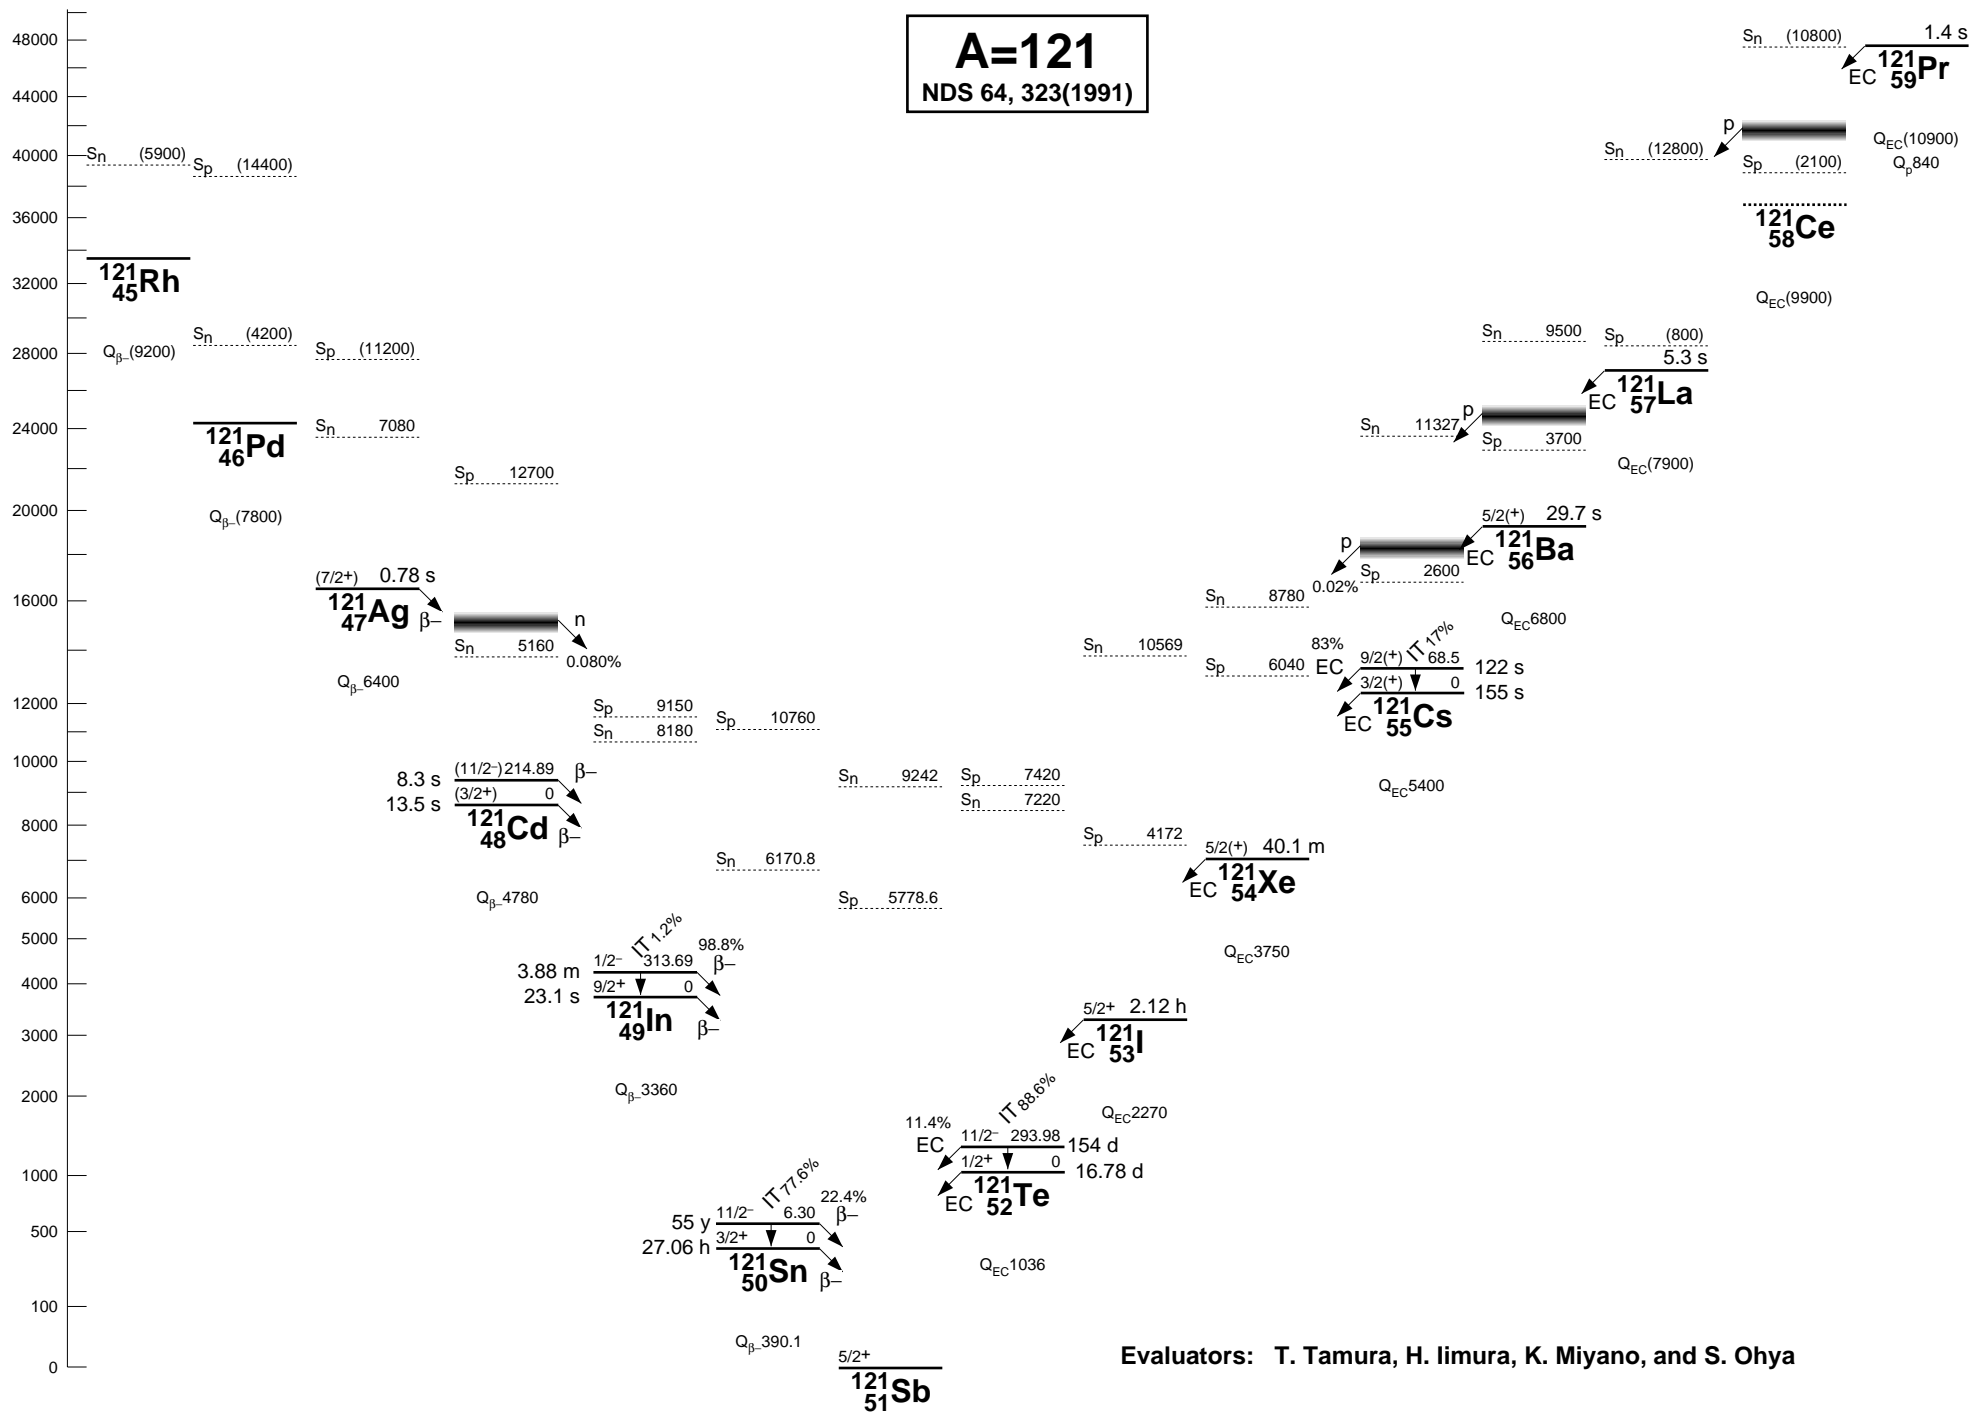 A=121
NDS 64, 323(1991)
48000
44000
40000
36000
32000
28000
24000
20000
16000
12000
10000
8000
6000
5000
4000
3000
2000
1000
500
100
0
Sn (5900)
121 45 Rh
Qβ−(9200)
Sp (14400)
Sn (4200)
121 46 Pd
Qβ−(7800)
Sp (11200)
Sn 7080
(7/2+) 0.78 s
121 47 Ag β−
Qβ−6400
Sp 12700
n
Sn 5160
0.080%
(11/2−) 214.89 β−
8.3 s
(3/2+) 0
13.5 s
121 48 Cd β−
Qβ−4780
Sp 9150
Sn 8180
IT 1.2%
98.8%
1/2− 313.69 β−
3.88 m
9/2+ 0
23.1 s
121 49 In β−
Qβ−3360
Sp 10760
Sn 6170.8
IT 77.6%
22.4%
11/2− 6.30 β−
55 y
3/2+ 0
27.06 h
121 50 Sn β−
Qβ−390.1
Sn 9242
Sp 5778.6
5/2+
121 51 Sb
Sp 7420
Sn 7220
IT 88.6%
11.4%
EC 11/2− 293.98 154 d
1/2+ 0 16.78 d
EC 121 52 Te
QEC1036
Sn 10569
Sp 4172
5/2+ 2.12 h
EC 121 53 I
QEC2270
Sn 8780
Sp 6040
5/2(+) 40.1 m
EC 121 54 Xe
QEC3750
Sn 11327
p
Sp 2600
0.02%
IT 17%
83%
EC 9/2(+) 68.5 122 s
3/2(+) 0 155 s
EC 121 55 Cs
QEC5400
Sn 9500
p
Sp 3700
5/2(+) 29.7 s
EC 121 56 Ba
QEC6800
Sn (12800)
Sp (800)
5.3 s
EC 121 57 La
QEC(7900)
Sn (10800)
p
Sp (2100)
121 58 Ce
QEC(9900)
1.4 s
EC 121 59 Pr
QEC(10900)
Qp840
Evaluators: T. Tamura, H. Iimura, K. Miyano, and S. Ohya